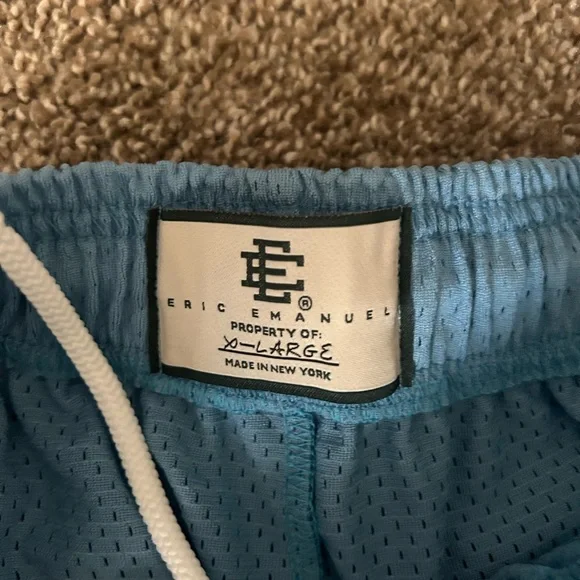 EE®
ERIC EMANUEL
PROPERTY OF:
X-LARGE
MADE IN NEW YORK